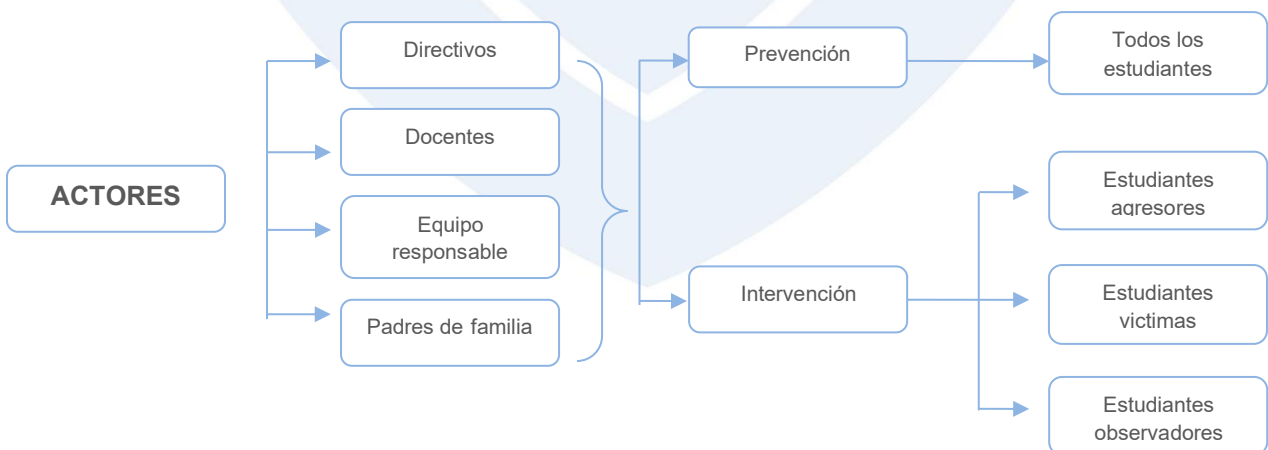 ACTORES
Directivos
Docentes
Equipo
responsable
Padres de familia
Prevención
Intervención
Todos los
estudiantes
Estudiantes
agresores
Estudiantes
victimas
Estudiantes
observadores